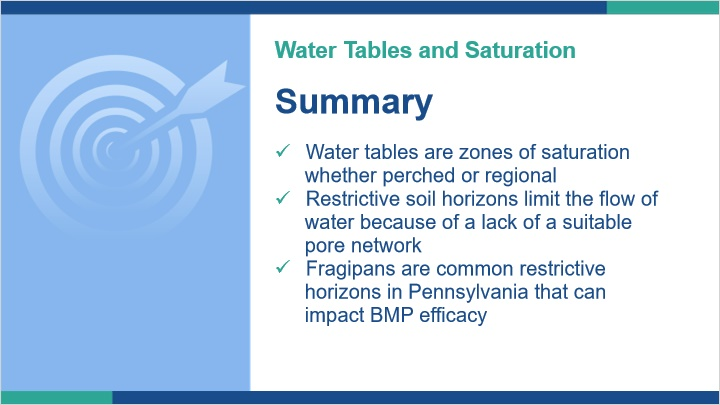 Water Tables and Saturation
Summary
✓ Water tables are zones of saturation
whether perched or regional
✓ Restrictive soil horizons limit the flow of
water because of a lack of a suitable
pore network
✓ Fragipans are common restrictive
horizons in Pennsylvania that can
impact BMP efficacy